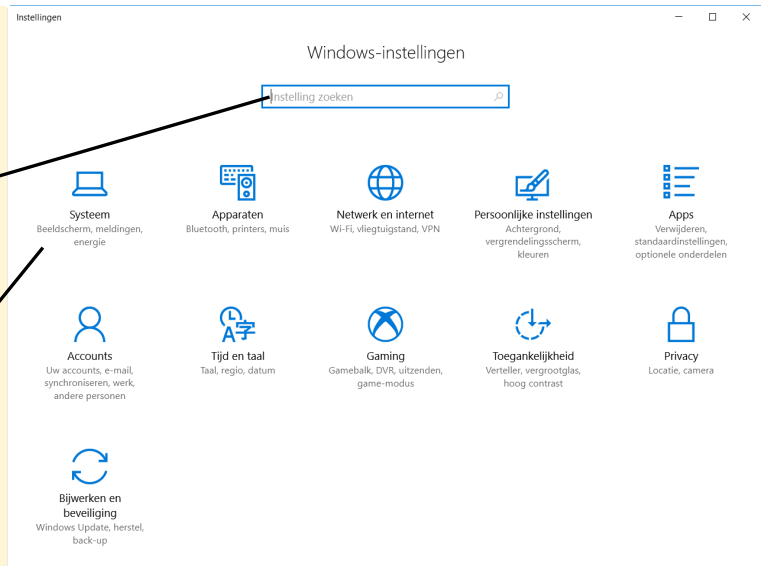 Instellingen
Windows-instellingen
Instelling zoeken
Systeem
Beeldscherm, meldingen,
energie
Apparaten
Bluetooth, printers, muis
Netwerk en internet
Wi-Fi, vliegtuigstand, VPN
Persoonlijke instellingen
Achtergrond,
vergrendelingsscherm,
kleuren
Apps
Verwijderen,
standaardinstellingen,
optionele onderdelen
Accounts
Uw accounts, e-mail,
synchroniseren, werk,
andere personen
Tijd en taal
Taal, regio, datum
Gaming
Gamebalk, DVR, uitzenden,
game-modus
Toegankelijkheid
Verteller, vergrootglas,
hoog contrast
Privacy
Locatie, camera
Bijwerken en
beveiliging
Windows Update, herstel,
back-up